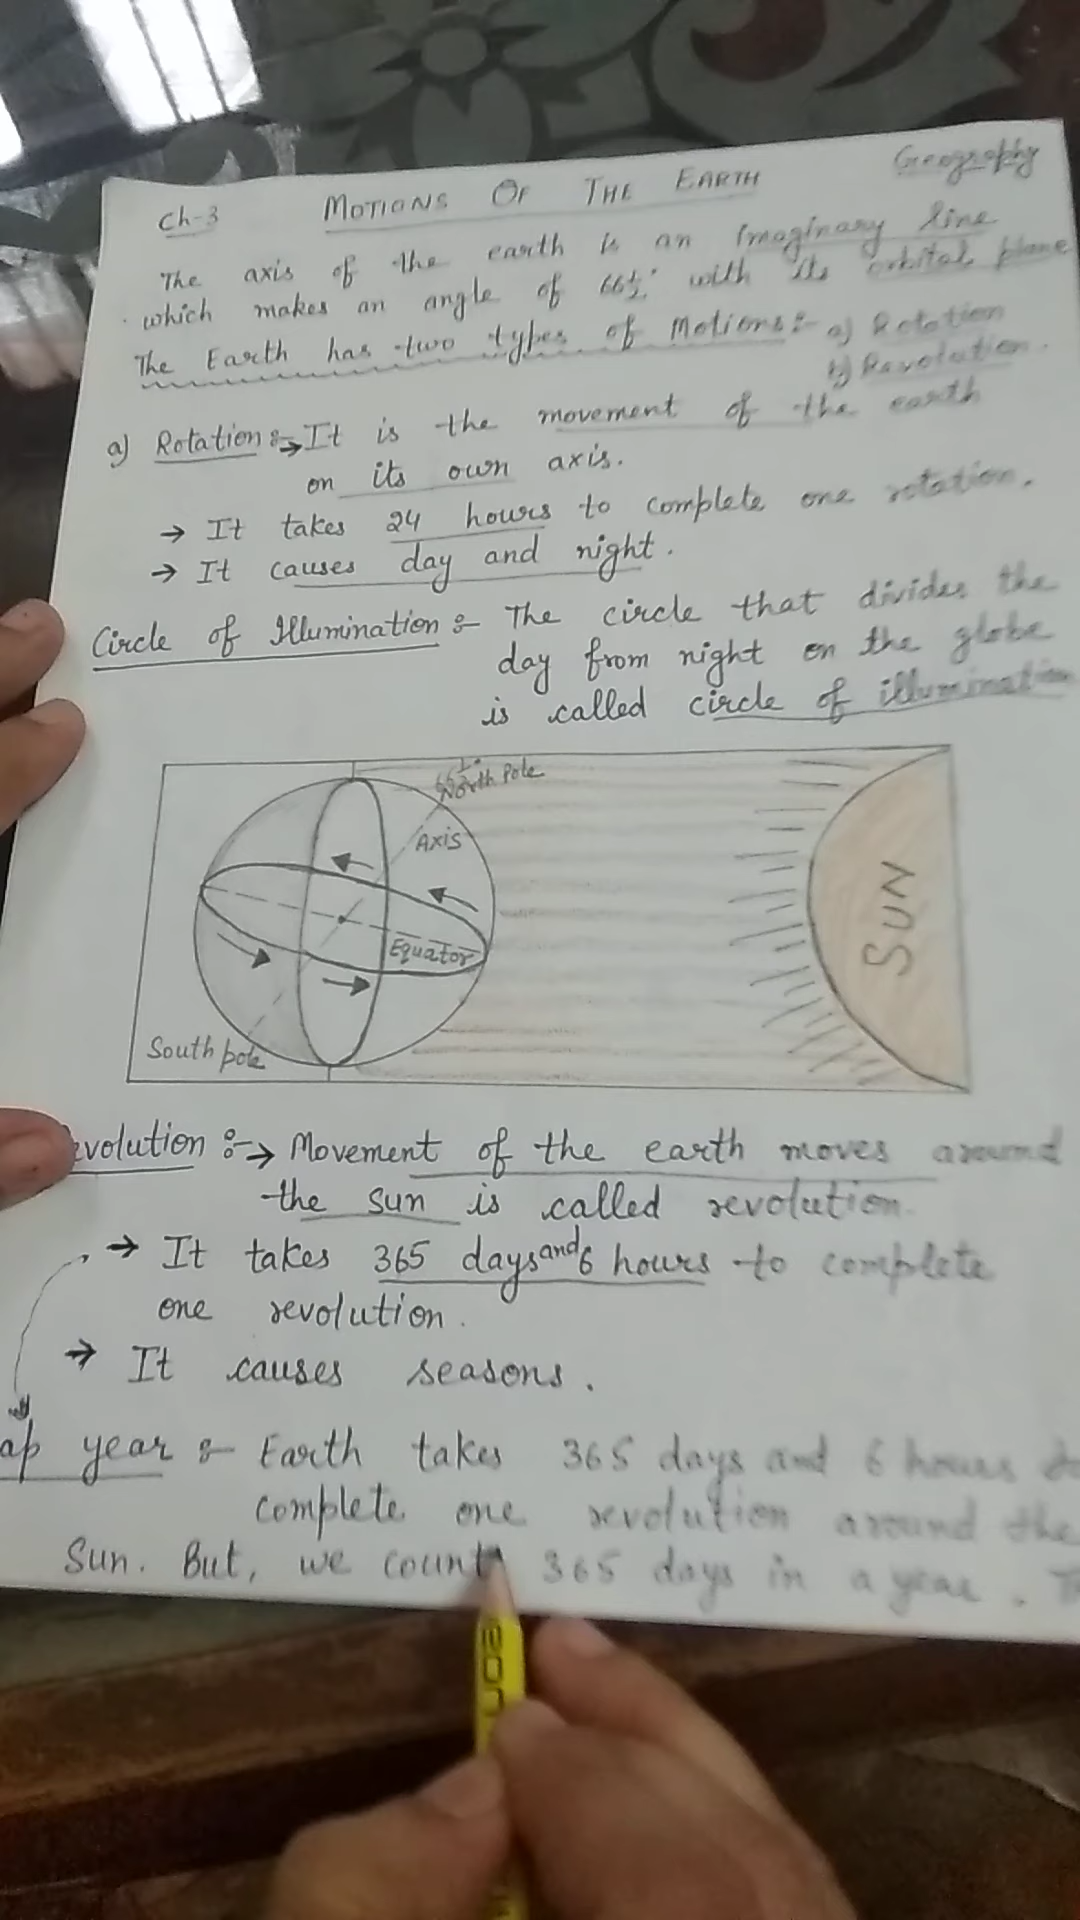 Geography
Ch-3 MOTIONS OF THE EARTH
The axis of the earth is an imaginary line
which makes an angle of 66½° with its orbital plane
The Earth has two types of Motions:- a) Rotation
b) Revolution.
a) Rotation :-→ It is the movement of the earth
on its own axis.
→ It takes 24 hours to complete one rotation.
→ It causes day and night.
Circle of Illumination :- The circle that divides the
day from night on the globe
is called circle of illumination
66½°
North Pole
Axis
SUN
Equator
South pole
evolution :-→ Movement of the earth moves around
the sun is called revolution.
→ It takes 365 days and 6 hours to complete
one revolution.
→ It causes seasons.
ap year :- Earth takes 365 days and 6 hours to
complete one revolution around the
Sun. But, we count 365 days in a year.